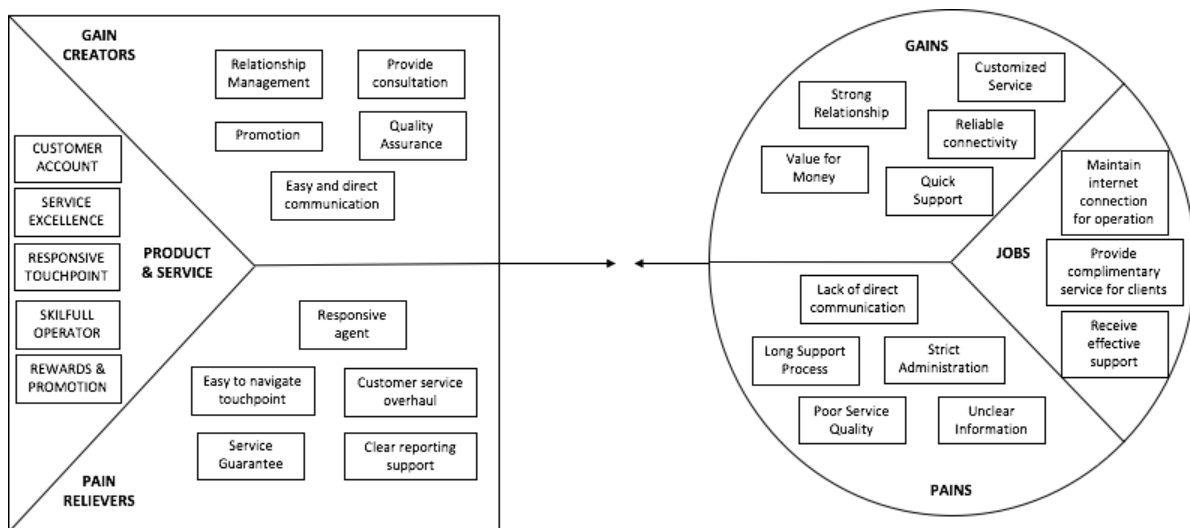 GAIN
CREATORS
Relationship
Management
Provide
consultation
Promotion
Quality
Assurance
Easy and direct
communication
CUSTOMER
ACCOUNT
SERVICE
EXCELLENCE
RESPONSIVE
TOUCHPOINT
SKILFULL
OPERATOR
REWARDS &
PROMOTION
PRODUCT
& SERVICE
Responsive
agent
Easy to navigate
touchpoint
Customer service
overhaul
Service
Guarantee
Clear reporting
support
PAIN
RELIEVERS
GAINS
Customized
Service
Strong
Relationship
Reliable
connectivity
Value for
Money
Quick
Support
JOBS
Maintain
internet
connection
for operation
Provide
complimentary
service for clients
Receive
effective
support
Lack of direct
communication
Long Support
Process
Strict
Administration
Poor Service
Quality
Unclear
Information
PAINS